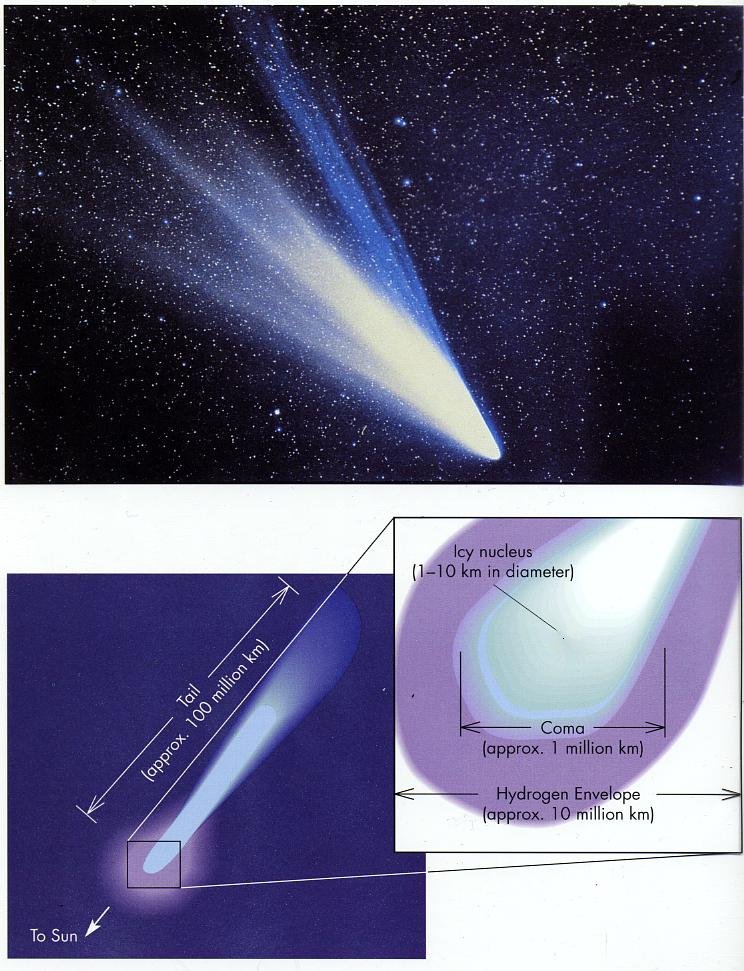 Tail
(approx. 100 million km)
To Sun
Icy nucleus
(1–10 km in diameter)
Coma
(approx. 1 million km)
Hydrogen Envelope
(approx. 10 million km)